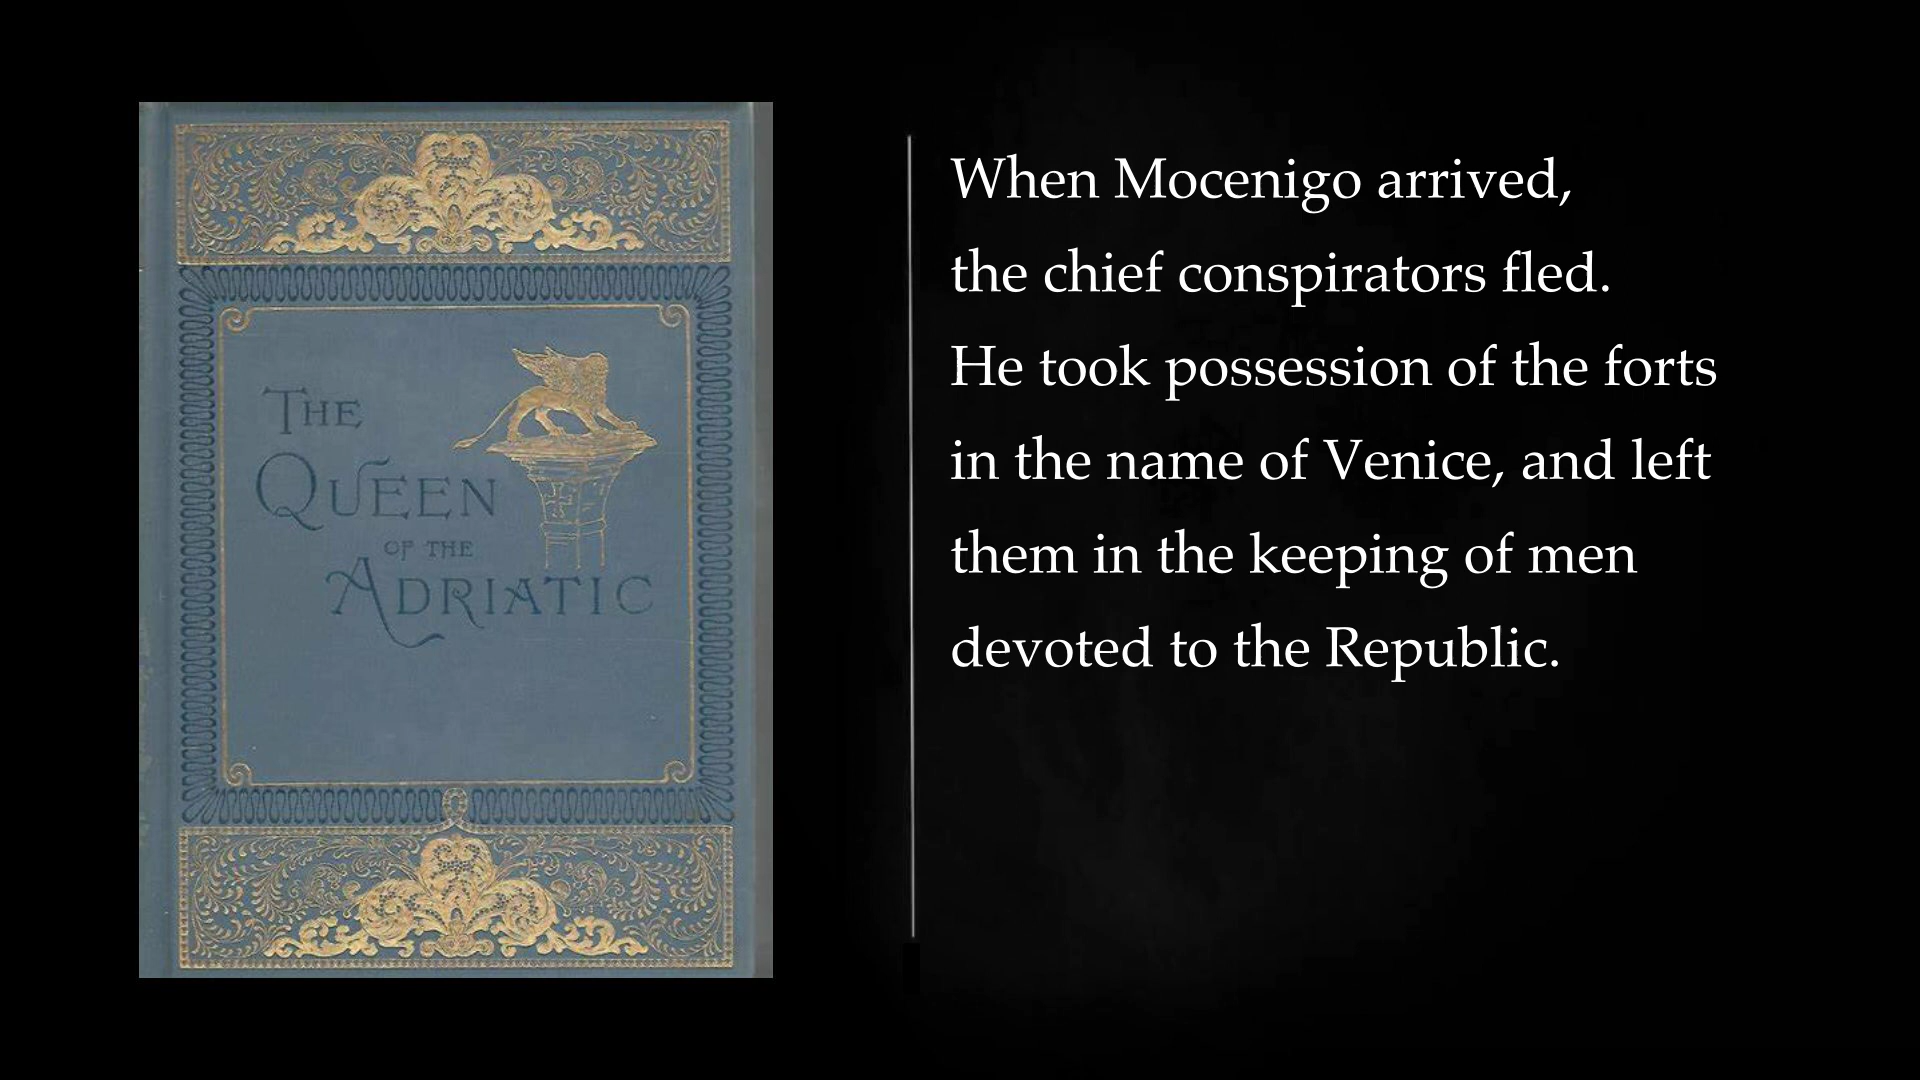 THE
QUEEN
OF THE
ADRIATIC
When Mocenigo arrived,
the chief conspirators fled.
He took possession of the forts
in the name of Venice, and left
them in the keeping of men
devoted to the Republic.